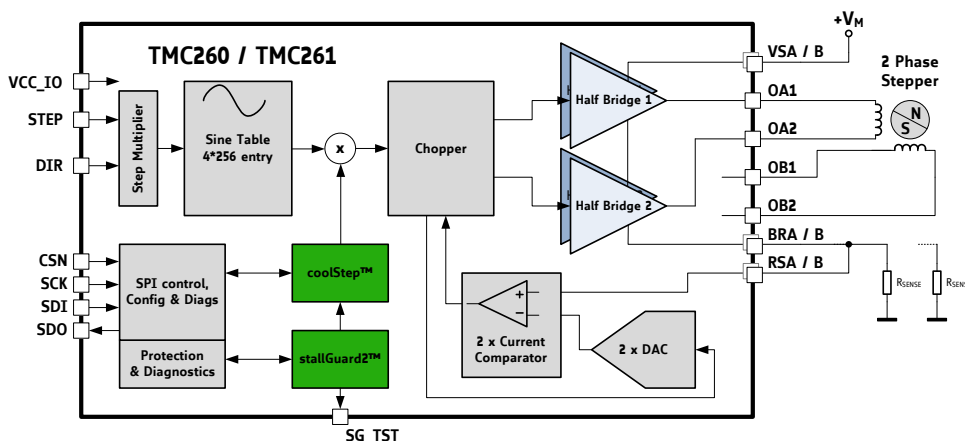 TMC260 / TMC261
+VM
VSA / B
2 Phase
Stepper
VCC_IO
STEP
DIR
Step Multiplier
Sine Table
4*256 entry
x
Chopper
Half Bridge 1
Half Bridge 2
OA1
OA2
OB1
OB2
N
S
BRA / B
RSA / B
CSN
SCK
SDI
SDO
SPI control,
Config & Diags
Protection
& Diagnostics
coolStep™
stallGuard2™
+
-
2 x Current
Comparator
2 x DAC
RSENSE
SG_TST